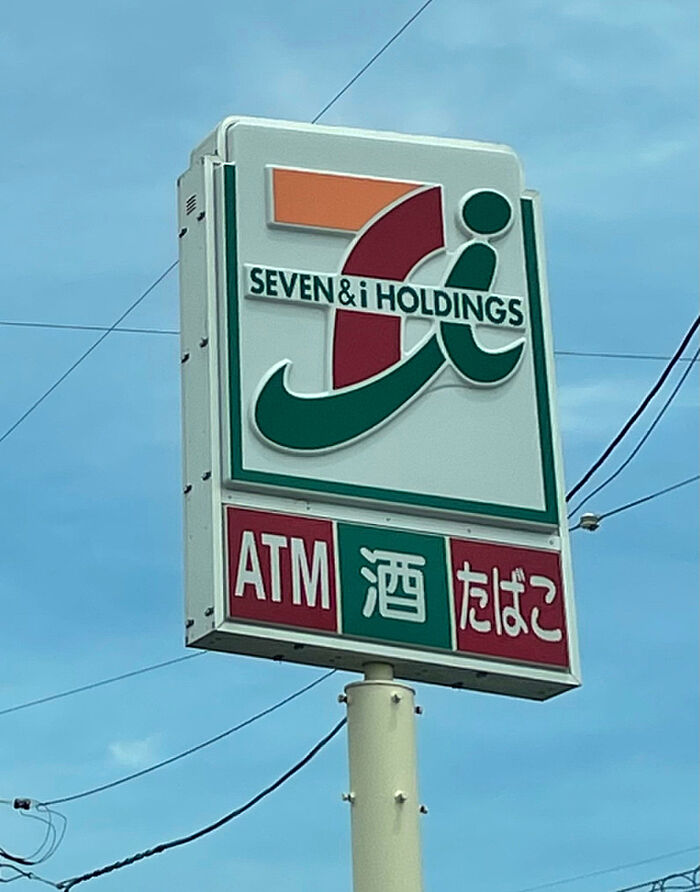 SEVEN&i HOLDINGS
ATM 酒 たばこ